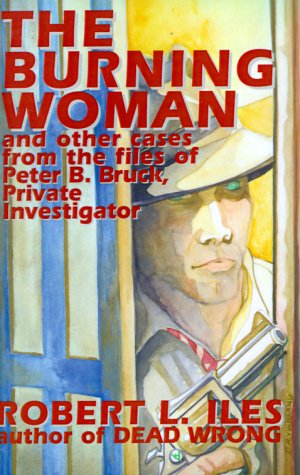 THE
BURNING
WOMAN
and other cases
from the files of
Peter B. Bruck,
Private
Investigator
ROBERT L. ILES
author of DEAD WRONG